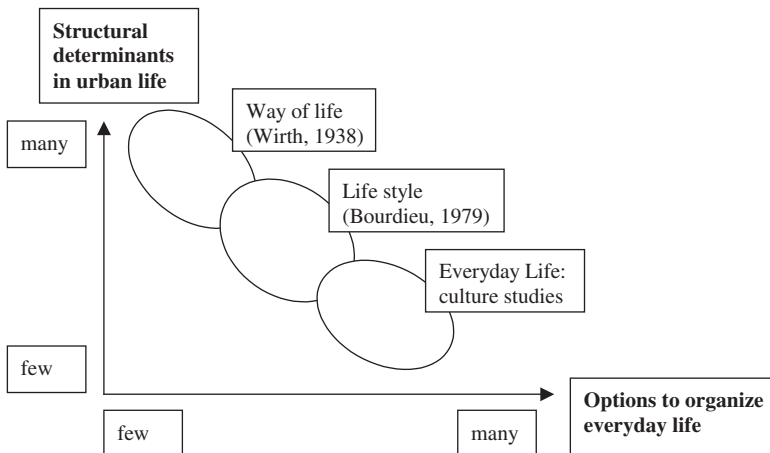 Structural
determinants
in urban life
Way of life
(Wirth, 1938)
many
Life style
(Bourdieu, 1979)
Everyday Life:
culture studies
few
Options to organize
everyday life
few
many